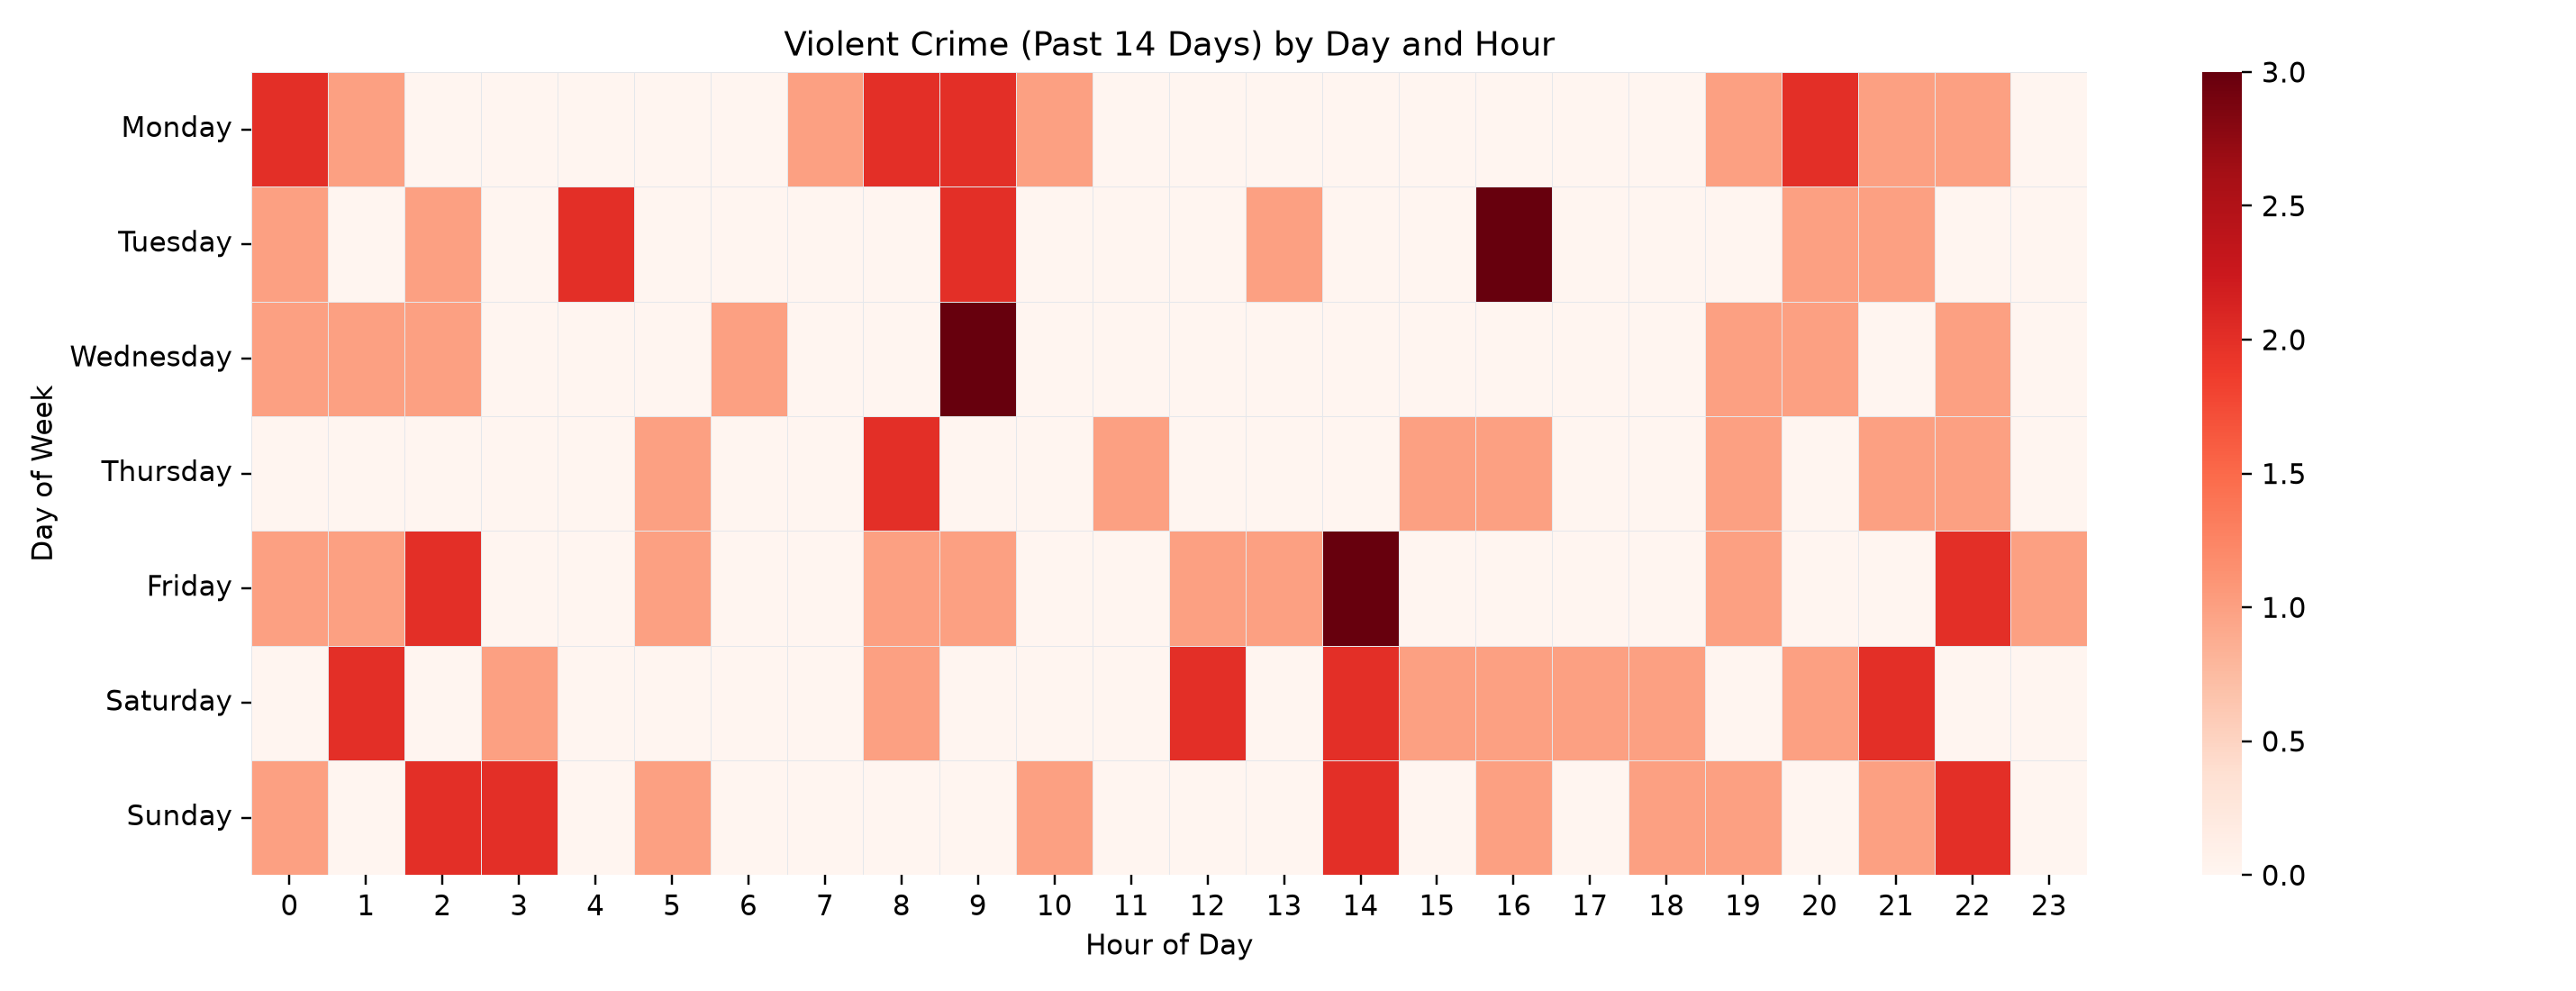 Violent Crime (Past 14 Days) by Day and Hour
Day of Week
Monday
Tuesday
Wednesday
Thursday
Friday
Saturday
Sunday
0 1 2 3 4 5 6 7 8 9 10 11 12 13 14 15 16 17 18 19 20 21 22 23
Hour of Day
3.0
2.5
2.0
1.5
1.0
0.5
0.0